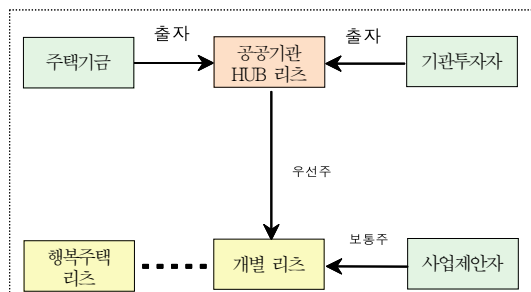 출자
출자
주택기금
공공기관
HUB 리츠
기관투자자
우선주
보통주
행복주택
리츠
개별 리츠
사업제안자